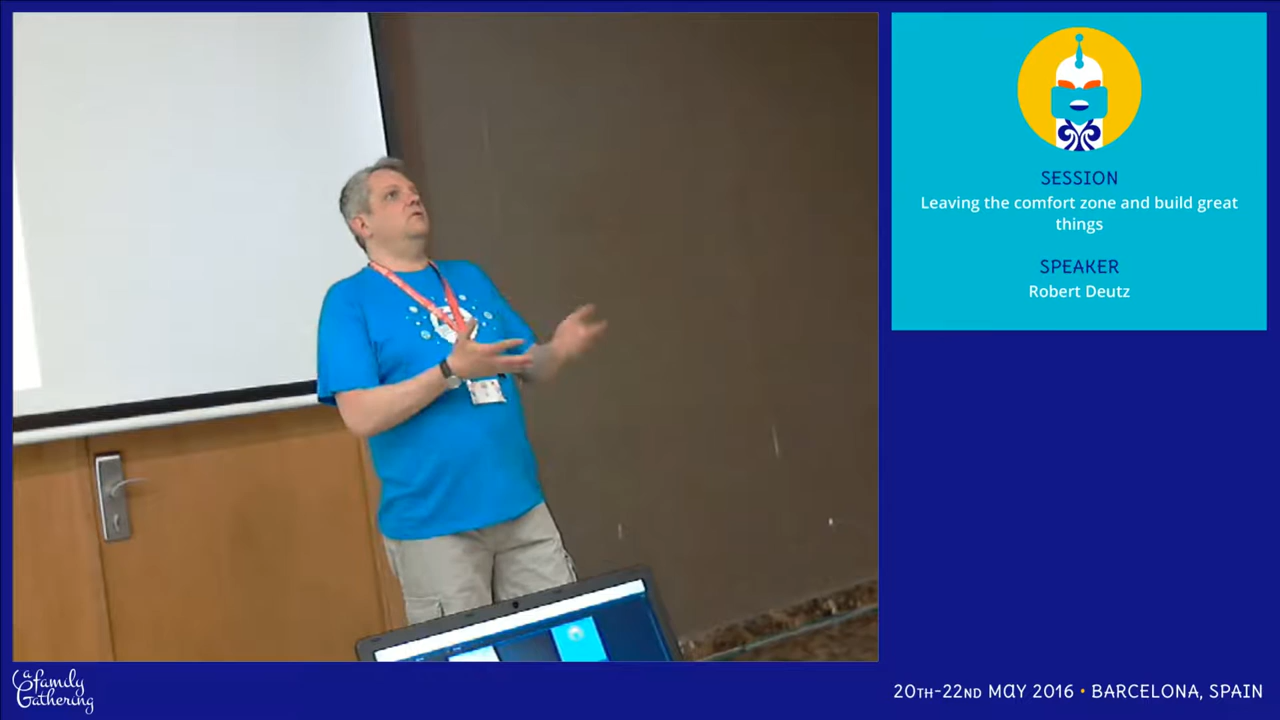 SESSION
Leaving the comfort zone and build great
things
SPEAKER
Robert Deutz
a family
Gathering
20TH-22ND MAY 2016 • BARCELONA, SPAIN